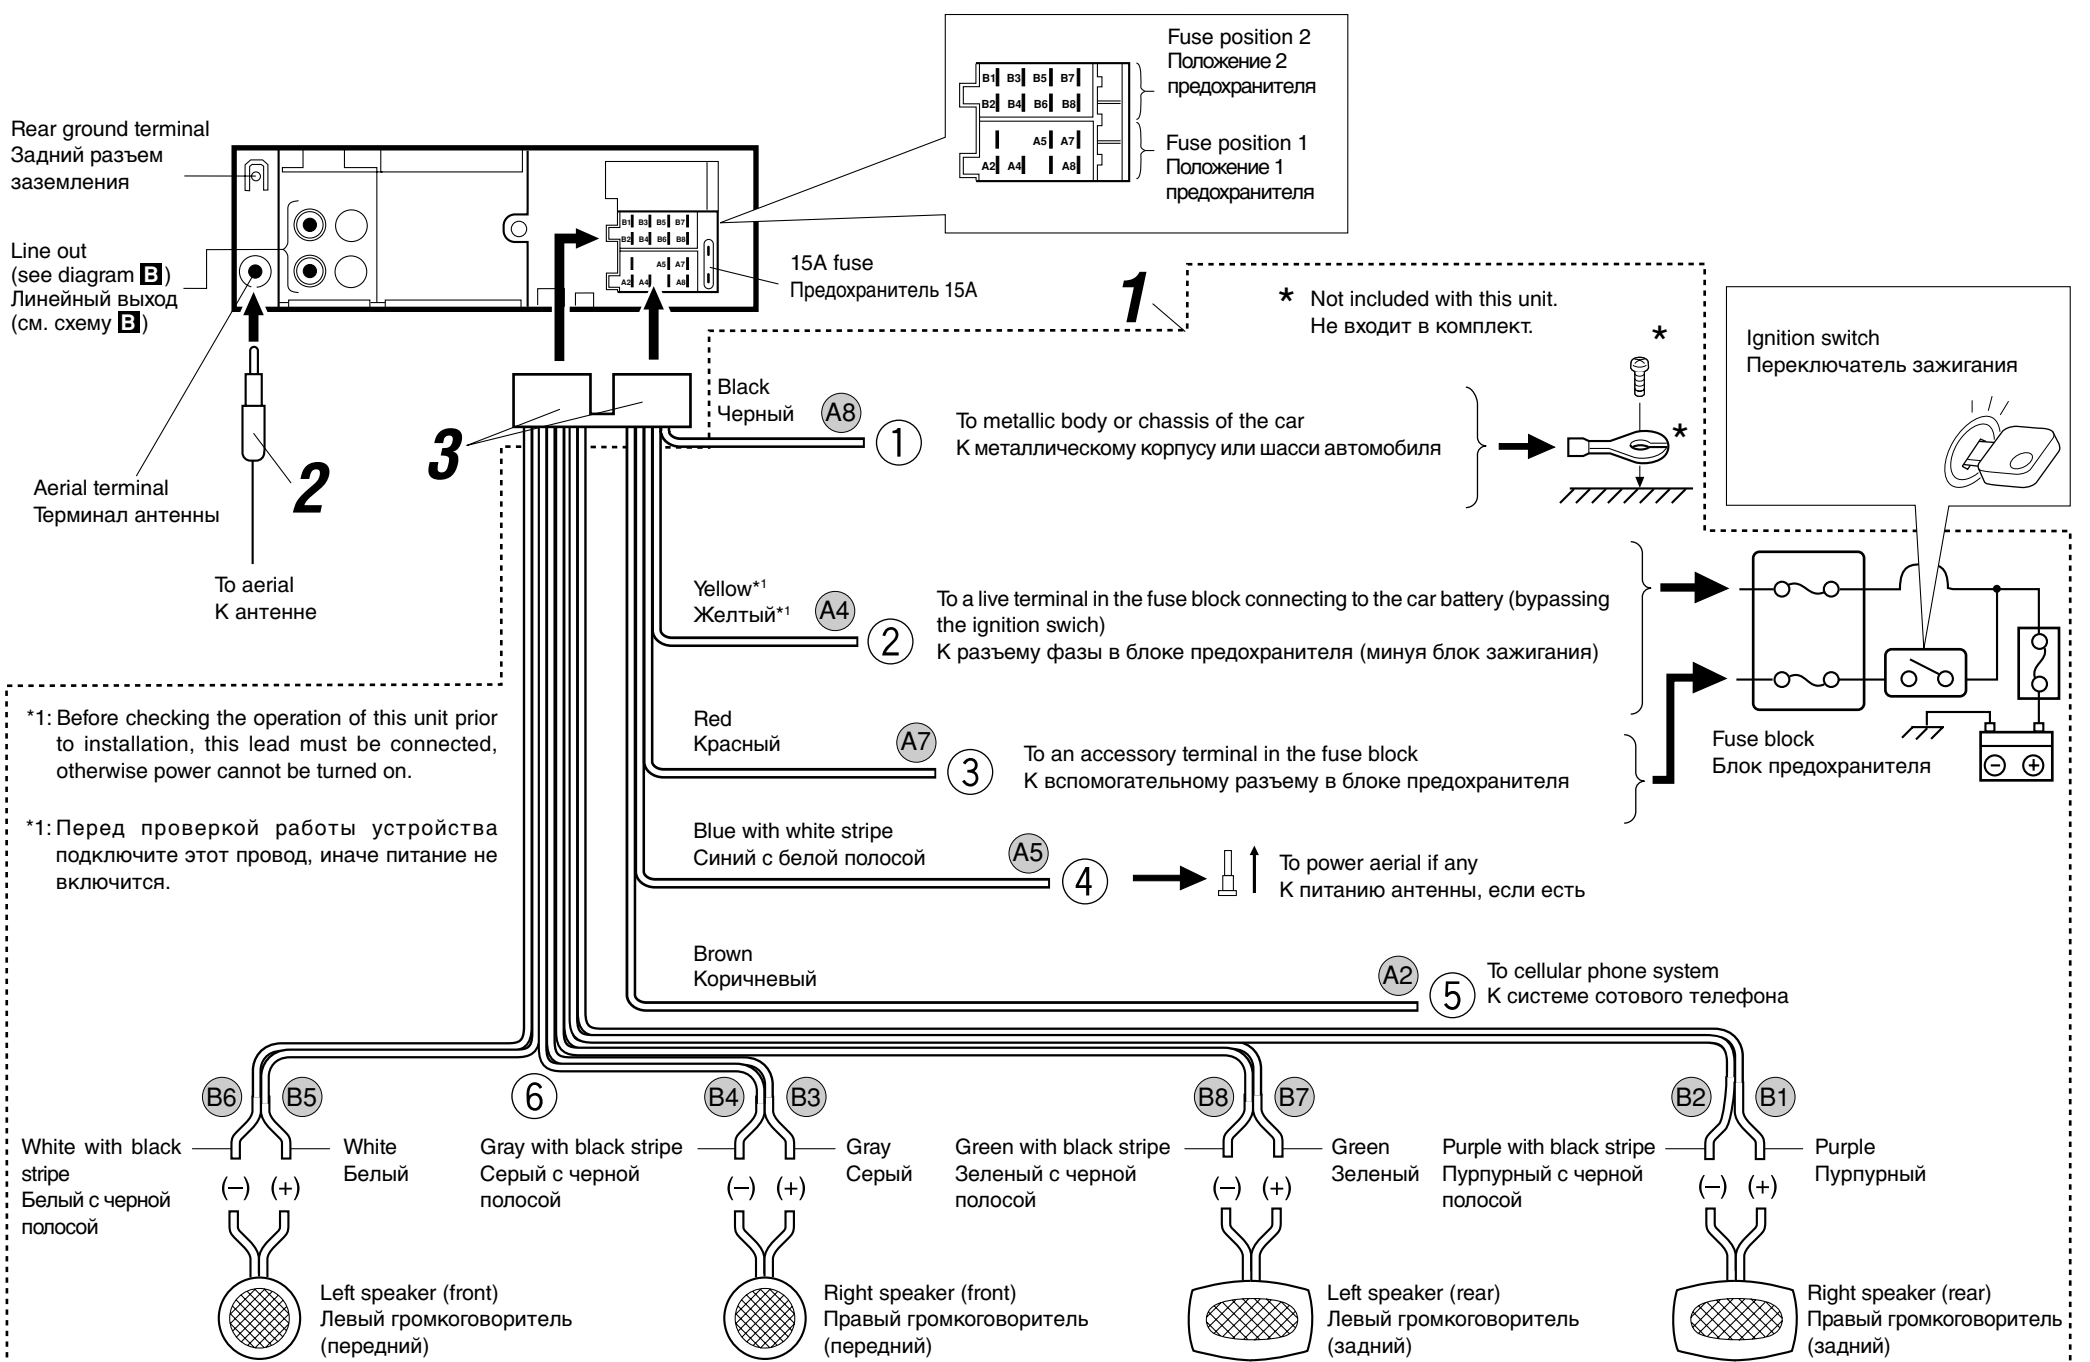 Fuse position 2
Положение 2
предохранителя
B1 B3 B5 B7
B2 B4 B6 B8
A5 A7
A2 A4 A8
Fuse position 1
Положение 1
предохранителя
Rear ground terminal
Задний разъем
заземления
B1 B3 B5 B7
B2 B4 B6 B8
A5 A7
A2 A4 A8
Line out
(see diagram B)
Линейный выход
(см. схему B)
15A fuse
Предохранитель 15A
1
* Not included with this unit.
Не входит в комплект.
*
*
Ignition switch
Переключатель зажигания
2
3
Aerial terminal
Терминал антенны
To aerial
К антенне
Black
Черный
A8
1
To metallic body or chassis of the car
К металлическому корпусу или шасси автомобиля
Yellow*1
Желтый*1
A4
2
To a live terminal in the fuse block connecting to the car battery (bypassing
the ignition swich)
К разъему фазы в блоке предохранителя (минуя блок зажигания)
Red
Красный
A7
3
To an accessory terminal in the fuse block
К вспомогательному разъему в блоке предохранителя
Fuse block
Блок предохранителя
*1: Before checking the operation of this unit prior
to installation, this lead must be connected,
otherwise power cannot be turned on.
*1: Перед проверкой работы устройства
подключите этот провод, иначе питание не
включится.
Blue with white stripe
Синий с белой полосой
A5
4
To power aerial if any
К питанию антенны, если есть
Brown
Коричневый
A2
5
To cellular phone system
К системе сотового телефона
B6 B5
6
B4 B3
B8 B7
B2 B1
White with black
stripe
Белый с черной
полосой
White
Белый
(–) (+)
Gray with black stripe
Серый с черной
полосой
Gray
Серый
(–) (+)
Green with black stripe
Зеленый с черной
полосой
Green
Зеленый
(–) (+)
Purple with black stripe
Пурпурный с черной
полосой
Purple
Пурпурный
(–) (+)
Left speaker (front)
Левый громкоговоритель
(передний)
Right speaker (front)
Правый громкоговоритель
(передний)
Left speaker (rear)
Левый громкоговоритель
(задний)
Right speaker (rear)
Правый громкоговоритель
(задний)